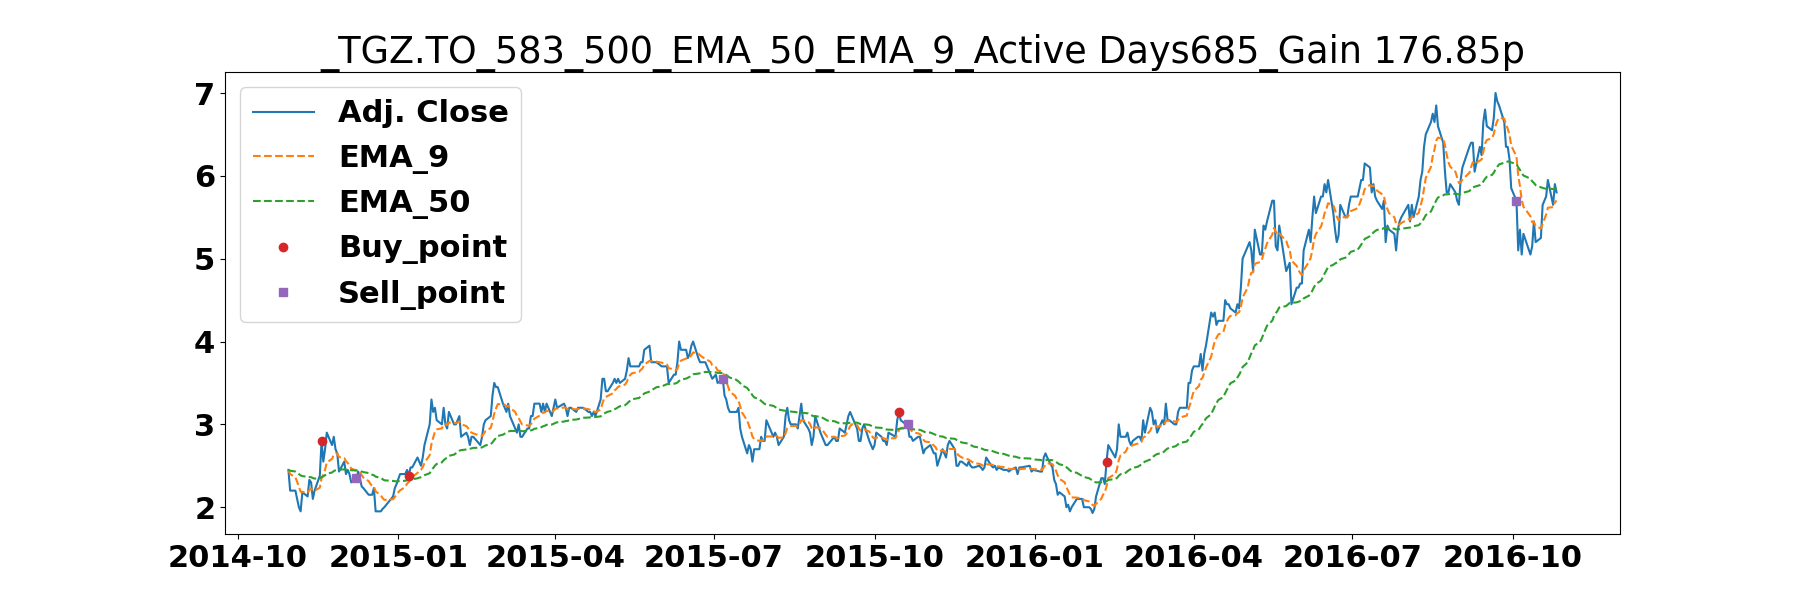 _TGZ.TO_583_500_EMA_50_EMA_9_Active Days685_Gain 176.85p
7
6
5
4
3
2
Adj. Close
EMA_9
EMA_50
Buy_point
Sell_point
2014-10 2015-01 2015-04 2015-07 2015-10 2016-01 2016-04 2016-07 2016-10